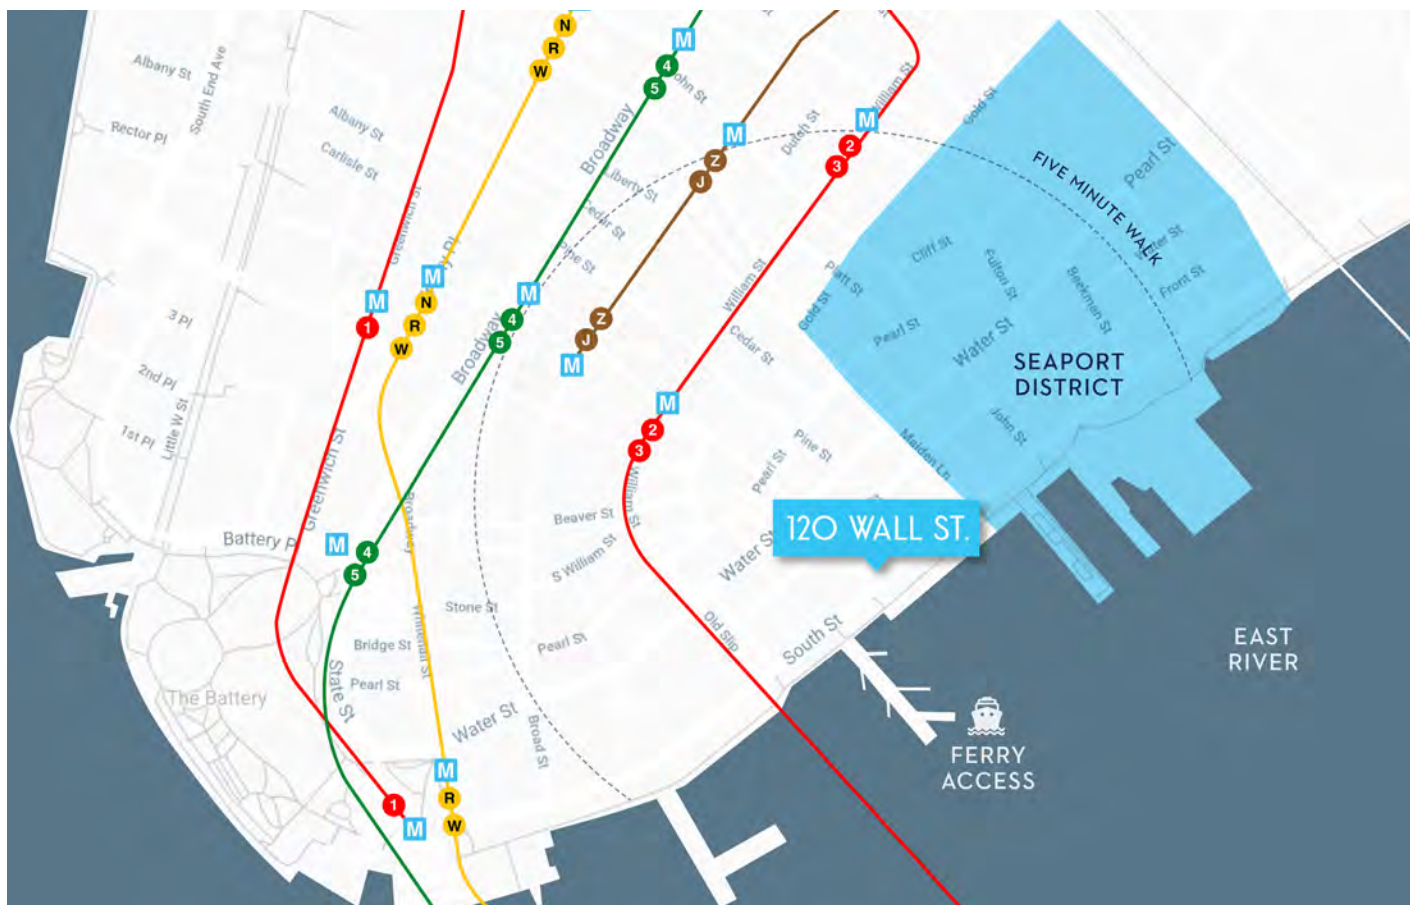 N
R
W
M
4
5
M
John St
Albany St
South End Ave
Rector Pl
Albany St
Carlisle St
Broadway
M
Z
J
Dutch St
William St
M
2
3
Gold St
FIVE MINUTE WALK
Pearl St
Water St
Front St
Liberty St
Cedar St
Pine St
Greenwich St
M
1
M
N
R
W
M
4
5
Broadway
Z
J
M
William St
Platt St
Gold St
Cliff St
Fulton St
Beekman St
Pearl St
Water St
Cedar St
SEAPORT
DISTRICT
3 Pl
2nd Pl
1st Pl
Little W St
M
2
3
John St
Maiden Ln
Pine St
Pearl St
Greenwich St
William St
Broadway
Beaver St
S William St
120 WALL ST.
Water St
Battery
M
4
5
Stone St
Whitehall St
Bridge St
Pearl St
State St
Pearl St
Old Slip
South St
EAST
RIVER
The Battery
Water St
Broad St
FERRY
ACCESS
M
R
W
1
M